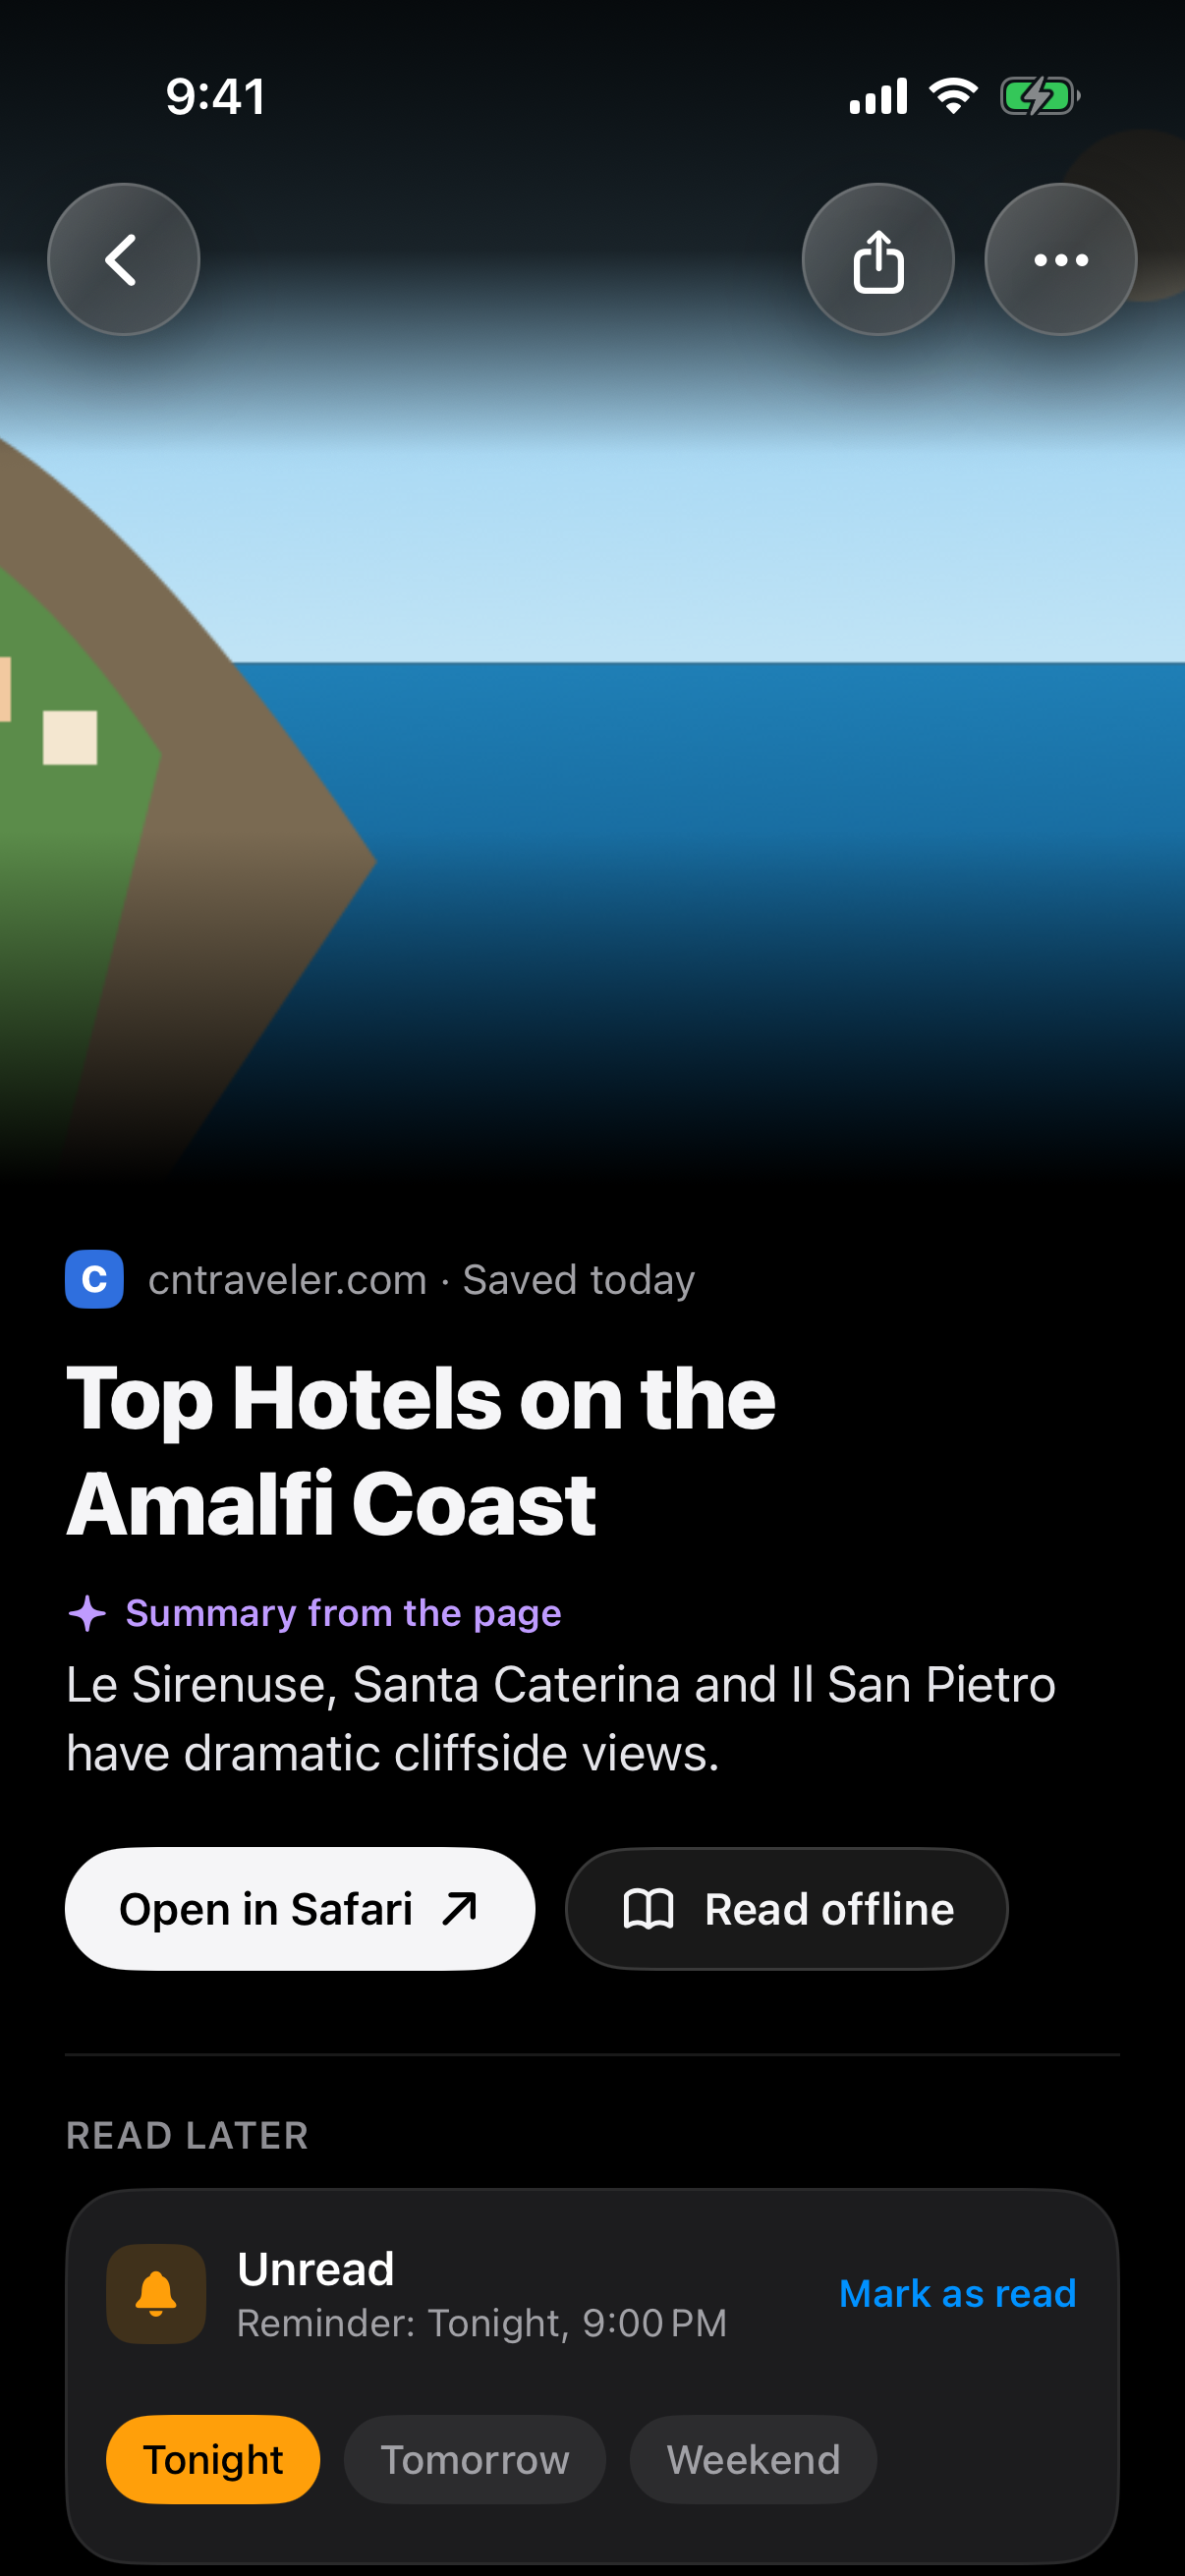 9:41
C cntraveler.com · Saved today
Top Hotels on the
Amalfi Coast
Summary from the page
Le Sirenuse, Santa Caterina and Il San Pietro
have dramatic cliffside views.
Open in Safari Read offline
READ LATER
Unread
Reminder: Tonight, 9:00 PM
Mark as read
Tonight Tomorrow Weekend